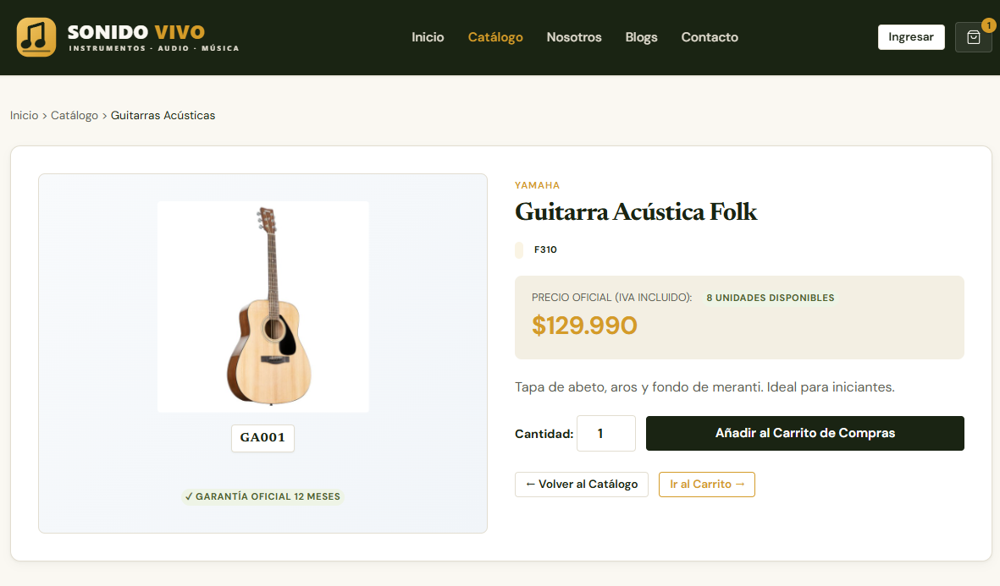 SONIDO VIVO
INSTRUMENTOS · AUDIO · MÚSICA
Inicio
Catálogo
Nosotros
Blogs
Contacto
Ingresar
1
Inicio > Catálogo > Guitarras Acústicas
GA001
✓ GARANTÍA OFICIAL 12 MESES
YAMAHA
Guitarra Acústica Folk
F310
PRECIO OFICIAL (IVA INCLUIDO): 8 UNIDADES DISPONIBLES
$129.990
Tapa de abeto, aros y fondo de meranti. Ideal para iniciantes.
Cantidad: 1
Añadir al Carrito de Compras
← Volver al Catálogo
Ir al Carrito →